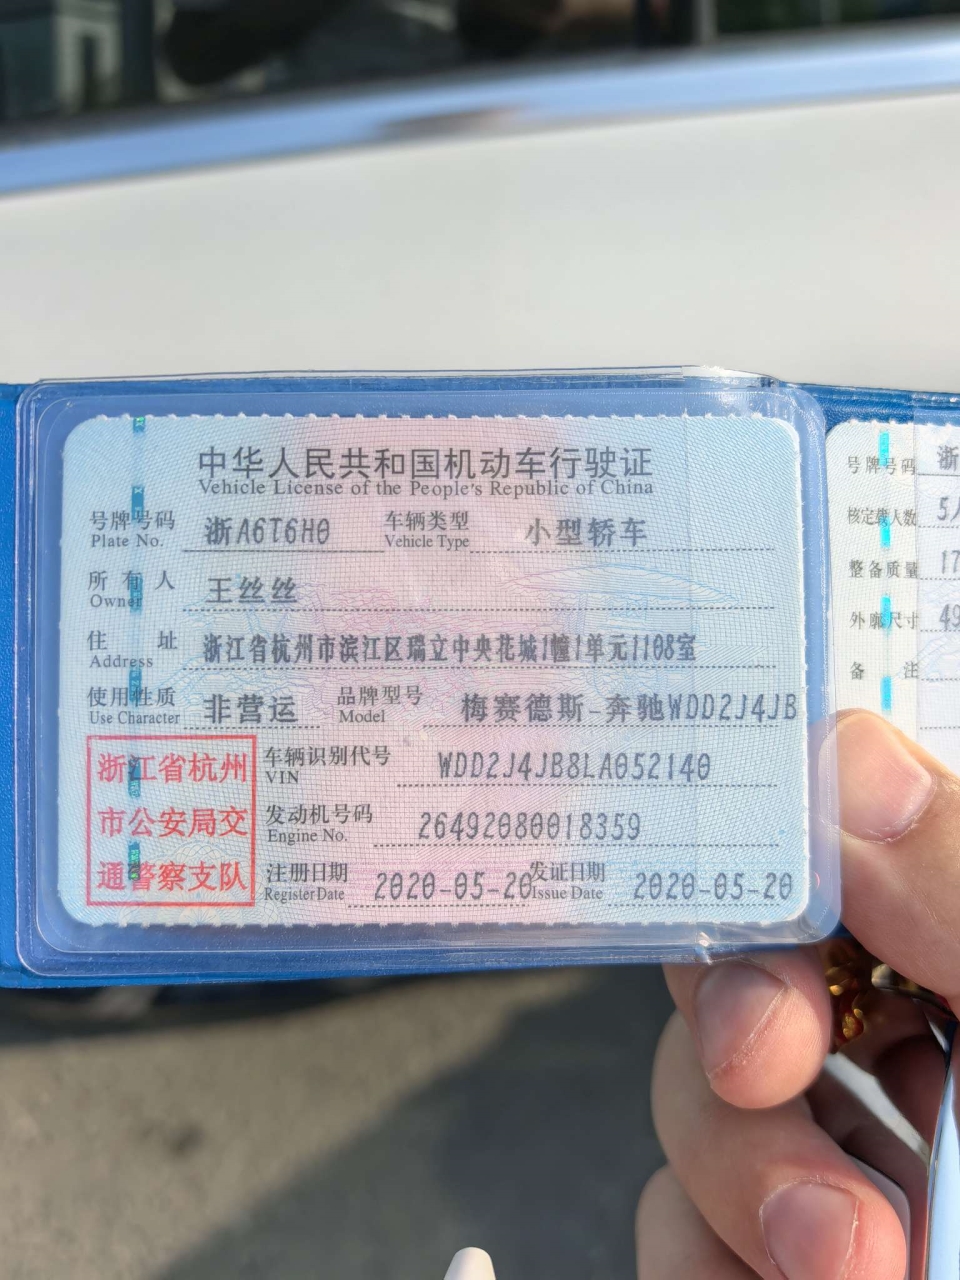 中华人民共和国机动车行驶证
Vehicle License of the People's Republic of China
号牌号码 浙A6T6H0 车辆类型 小型轿车
Plate No. Vehicle Type
所有人 王丝丝
Owner
住址 浙江省杭州市滨江区瑞立中央花城1幢1单元1108室
Address
使用性质 非营运 品牌型号 梅赛德斯-奔驰WDD2J4JB
Use Character Model
浙江省杭州
市公安局交
通警察支队
车辆识别代号 WDD2J4JB8LA052140
VIN
发动机号码 26492080018359
Engine No.
注册日期 2020-05-20 发证日期 2020-05-20
Register Date Issue Date
号牌号码 浙
核定载人数 5人
整备质量 17
外廓尺寸 49
备注